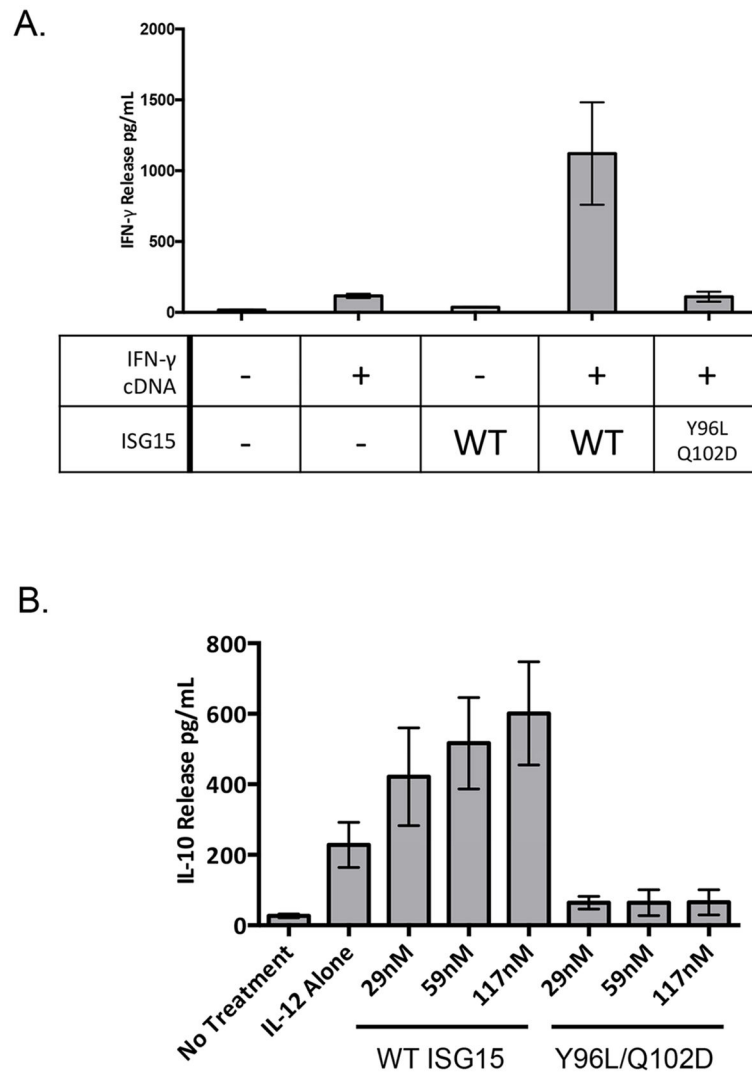 A.
2000
1500
1000
500
0
IFN-γ Release pg/mL
IFN-γ cDNA - + - + +
ISG15 - - WT WT Y96L Q102D
B.
800
600
400
200
0
IL-10 Release pg/mL
No Treatment
IL-12 Alone
29nM
59nM
117nM
29nM
59nM
117nM
WT ISG15
Y96L/Q102D